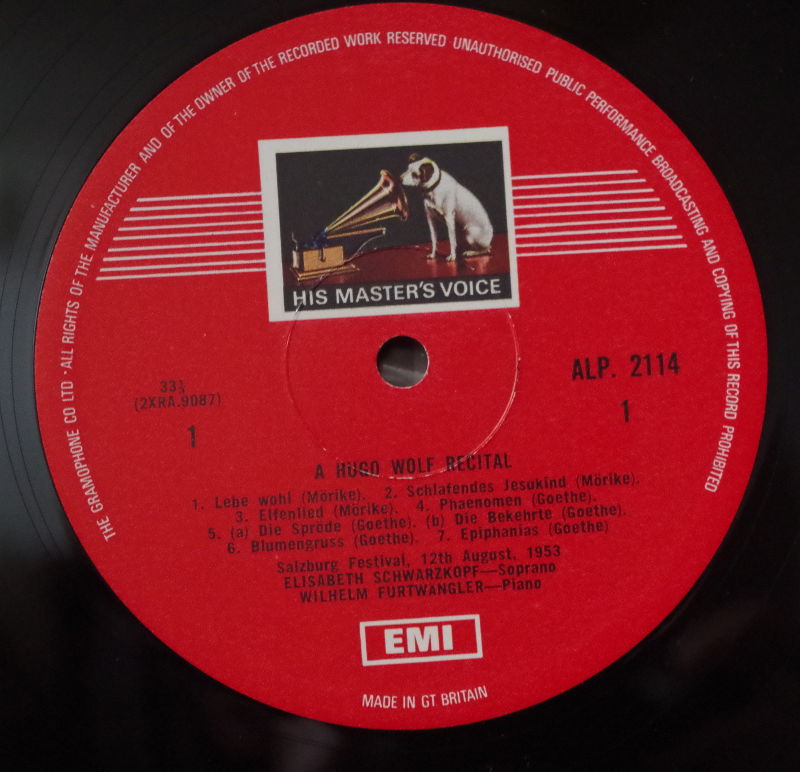 THE GRAMOPHONE CO LTD · ALL RIGHTS OF THE MANUFACTURER AND OF THE OWNER OF THE RECORDED WORK RESERVED UNAUTHORISED PUBLIC PERFORMANCE BROADCASTING AND COPYING OF THIS RECORD PROHIBITED
HIS MASTER'S VOICE
33⅓
(2XRA.9087)
1
ALP. 2114
1
A HUGO WOLF RECITAL
1. Lebe wohl (Mörike). 2. Schlafendes Jesukind (Mörike).
3. Elfenlied (Mörike). 4. Phaenomen (Goethe).
5. (a) Die Spröde (Goethe). (b) Die Bekehrte (Goethe).
6. Blumengruss (Goethe). 7. Epiphanias (Goethe)
Salzburg Festival, 12th August, 1953
ELISABETH SCHWARZKOPF—Soprano
WILHELM FURTWANGLER—Piano
EMI
MADE IN GT BRITAIN